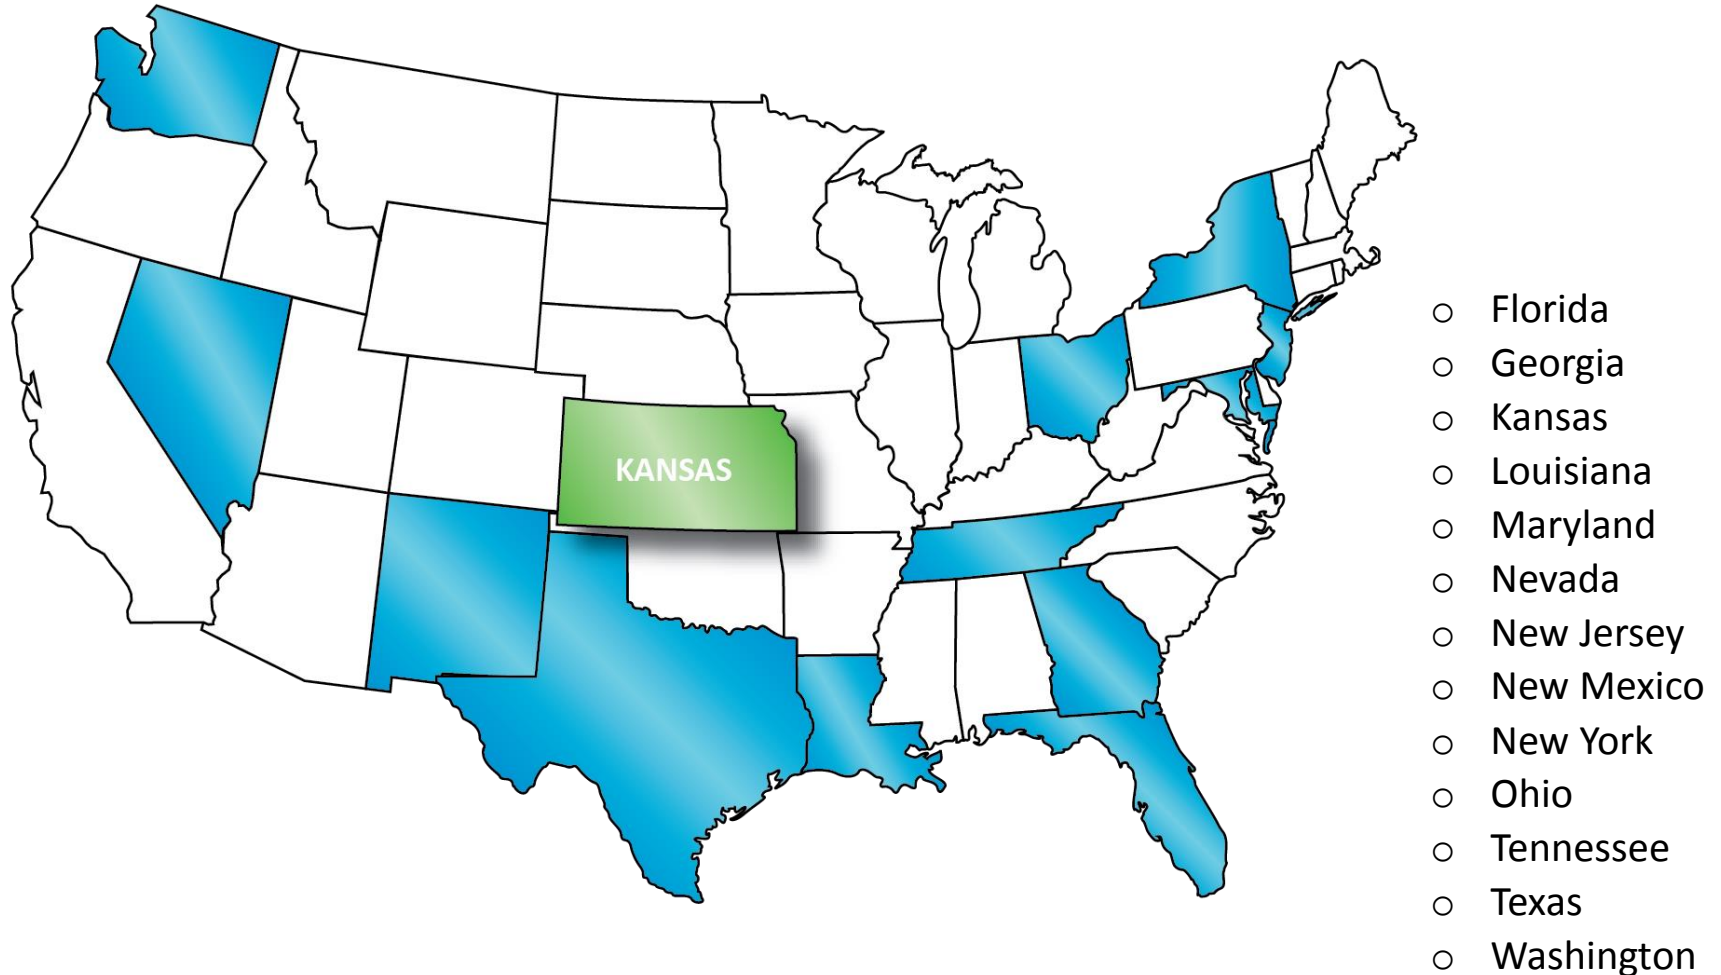 KANSAS
○ Florida
○ Georgia
○ Kansas
○ Louisiana
○ Maryland
○ Nevada
○ New Jersey
○ New Mexico
○ New York
○ Ohio
○ Tennessee
○ Texas
○ Washington